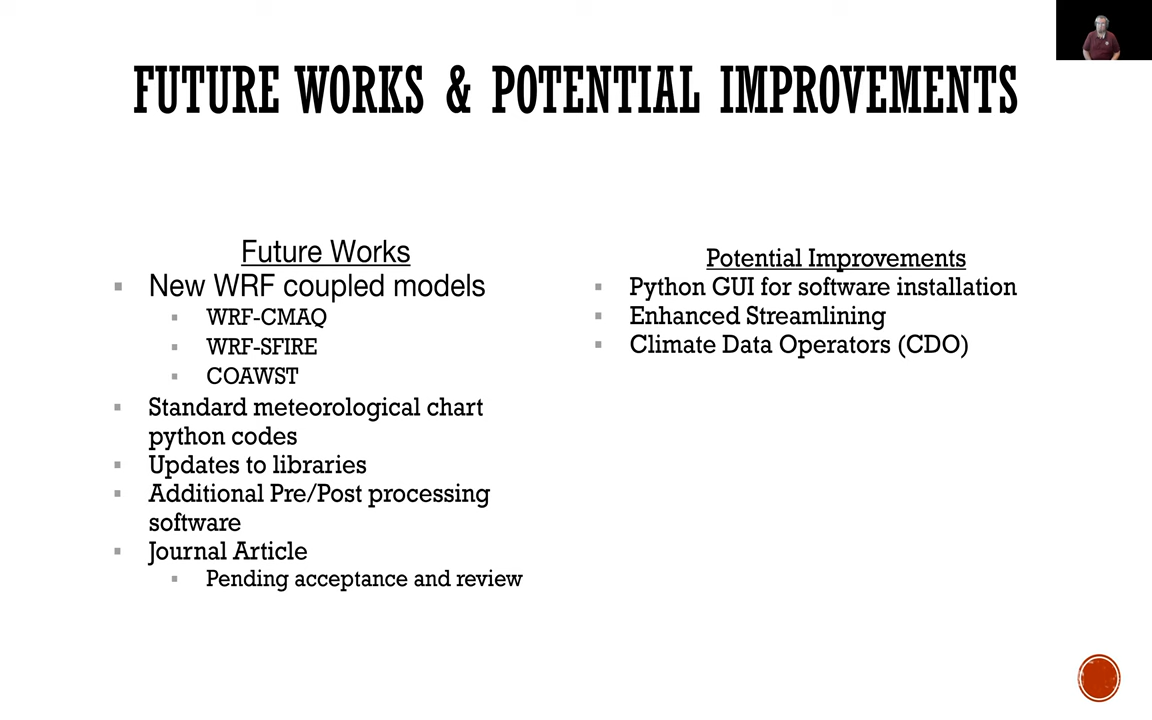 FUTURE WORKS & POTENTIAL IMPROVEMENTS
Future Works
New WRF coupled models
WRF-CMAQ
WRF-SFIRE
COAWST
Standard meteorological chart
python codes
Updates to libraries
Additional Pre/Post processing
software
Journal Article
Pending acceptance and review
Potential Improvements
Python GUI for software installation
Enhanced Streamlining
Climate Data Operators (CDO)